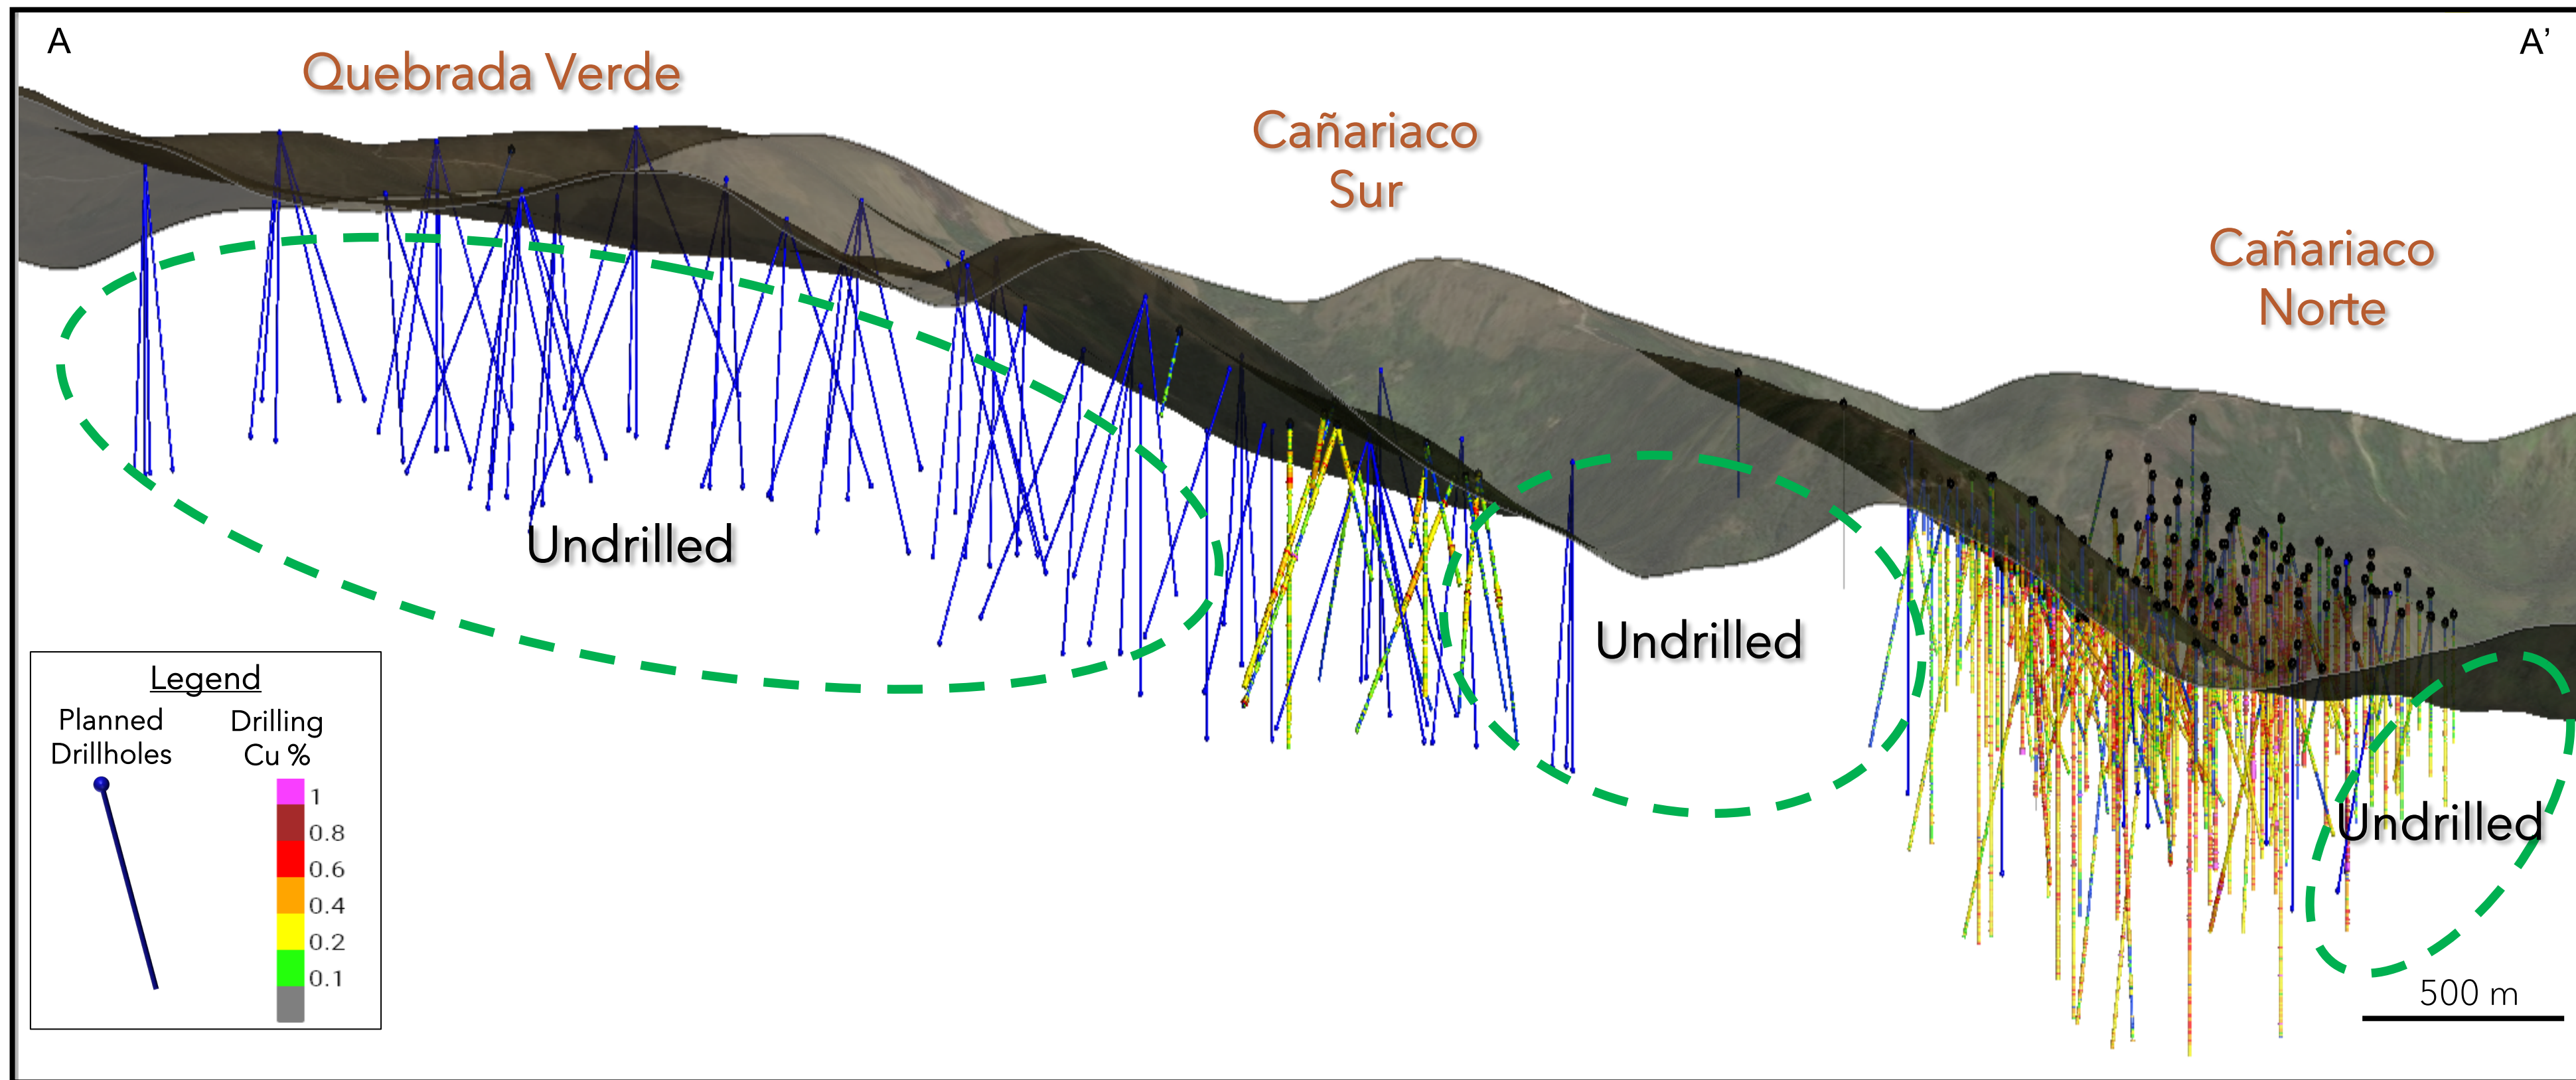 A
A’
Quebrada Verde
Cañariaco
Sur
Cañariaco
Norte
Undrilled
Undrilled
Undrilled
Legend
Planned
Drillholes
Drilling
Cu %
1
0.8
0.6
0.4
0.2
0.1
500 m